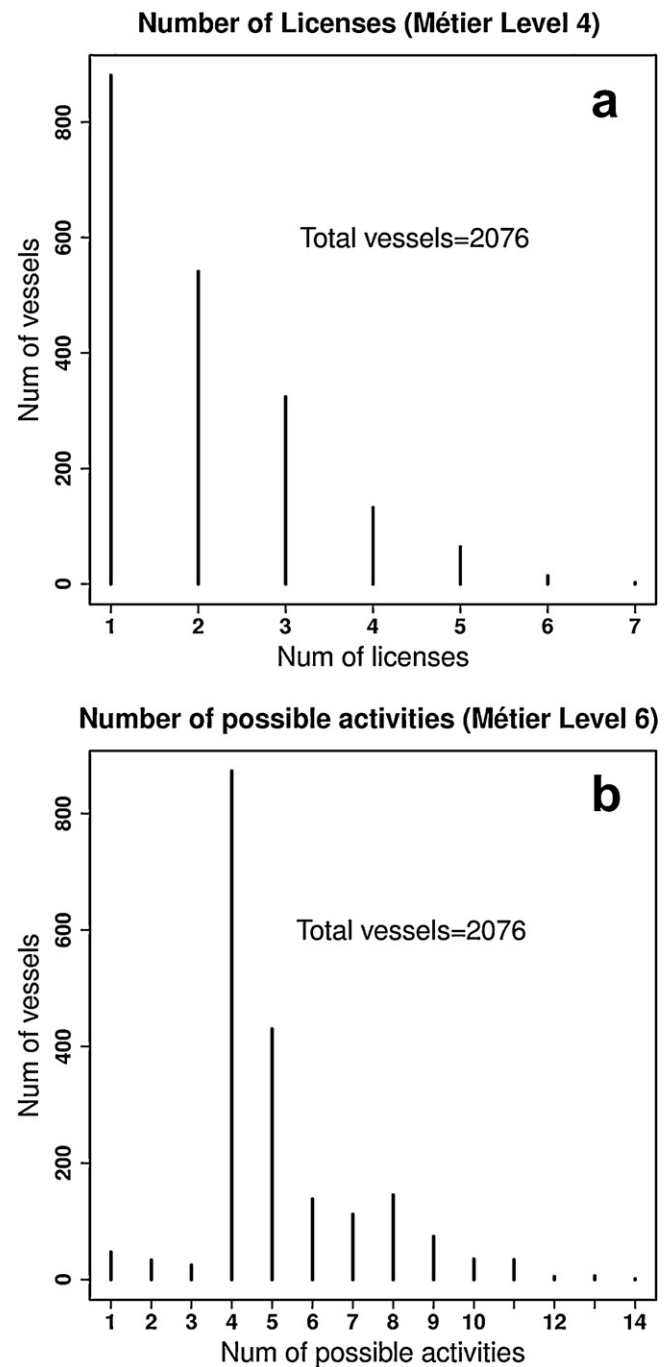 Number of Licenses (Métier Level 4)
a
Total vessels=2076
Num of vesssels
800
600
400
200
0
1 2 3 4 5 6 7
Num of licenses
Number of possible activities (Métier Level 6)
b
Total vessels=2076
Num of vessels
800
600
400
200
0
1 2 3 4 5 6 7 8 9 10 12 14
Num of possible activities